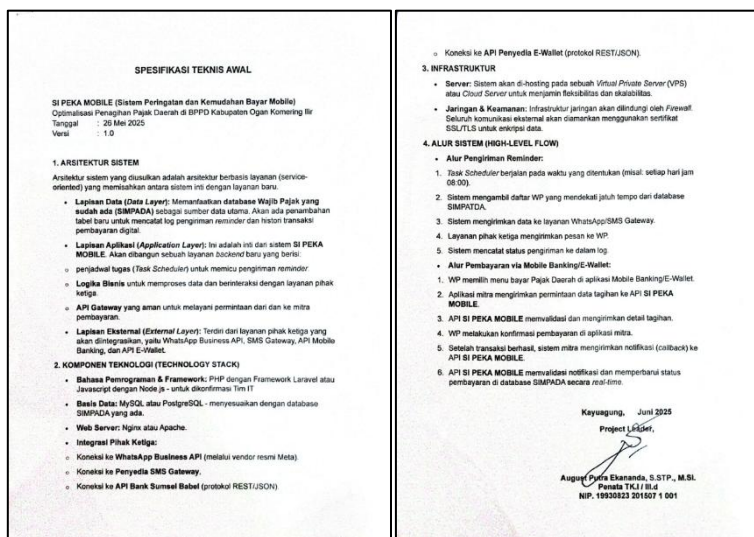 SPESIFIKASI TEKNIS AWAL
SI PEKA MOBILE (Sistem Peringatan dan Kemudahan Bayar Mobile)
Optimalisasi Penagihan Pajak Daerah di BPPD Kabupaten Ogan Komering Ilir
Tanggal : 26 Mei 2025
Versi : 1.0
1. ARSITEKTUR SISTEM
Arsitektur sistem yang diusulkan adalah arsitektur berbasis layanan (service-
oriented) yang memisahkan antara sistem inti dengan layanan baru.
• Lapisan Data (Data Layer): Memanfaatkan database Wajib Pajak yang
sudah ada (SIMPADA) sebagai sumber data utama. Akan ada penambahan
tabel baru untuk mencatat log pengiriman reminder dan histori transaksi
pembayaran digital.
• Lapisan Aplikasi (Application Layer): Ini adalah inti dari sistem SI PEKA
MOBILE. Akan dibangun sebuah layanan backend baru yang berisi:
o penjadwal tugas (Task Scheduler) untuk memicu pengiriman reminder.
o Logika Bisnis untuk memproses data dan berinteraksi dengan layanan pihak
ketiga.
o API Gateway yang aman untuk melayani permintaan dari dan ke mitra
pembayaran.
• Lapisan Eksternal (External Layer): Terdiri dari layanan pihak ketiga yang
akan diintegrasikan, yaitu WhatsApp Business API, SMS Gateway, API Mobile
Banking, dan API E-Wallet.
2. KOMPONEN TEKNOLOGI (TECHNOLOGY STACK)
• Bahasa Pemrograman & Framework: PHP dengan Framework Laravel atau
Javascript dengan Node.js - untuk dikonfirmasi Tim IT
• Basis Data: MySQL atau PostgreSQL - menyesuaikan dengan database
SIMPADA yang ada.
• Web Server: Nginx atau Apache.
• Integrasi Pihak Ketiga:
o Koneksi ke WhatsApp Business API (melalui vendor resmi Meta).
o Koneksi ke Penyedia SMS Gateway.
o Koneksi ke API Bank Sumsel Babel (protokol REST/JSON).
o Koneksi ke API Penyedia E-Wallet (protokol REST/JSON).
3. INFRASTRUKTUR
• Server: Sistem akan di-hosting pada sebuah Virtual Private Server (VPS)
atau Cloud Server untuk menjamin fleksibilitas dan skalabilitas.
• Jaringan & Keamanan: Infrastruktur jaringan akan dilindungi oleh Firewall.
Seluruh komunikasi eksternal akan diamankan menggunakan sertifikat
SSL/TLS untuk enkripsi data.
4. ALUR SISTEM (HIGH-LEVEL FLOW)
• Alur Pengiriman Reminder:
1. Task Scheduler berjalan pada waktu yang ditentukan (misal: setiap hari jam
08:00).
2. Sistem mengambil daftar WP yang mendekati jatuh tempo dari database
SIMPATDA.
3. Sistem mengirimkan data ke layanan WhatsApp/SMS Gateway.
4. Layanan pihak ketiga mengirimkan pesan ke WP.
5. Sistem mencatat status pengiriman ke dalam log.
• Alur Pembayaran via Mobile Banking/E-Wallet:
1. WP memilih menu bayar Pajak Daerah di aplikasi Mobile Banking/E-Wallet.
2. Aplikasi mitra mengirimkan permintaan data tagihan ke API SI PEKA
MOBILE.
3. API SI PEKA MOBILE memvalidasi dan mengirimkan detail tagihan.
4. WP melakukan konfirmasi pembayaran di aplikasi mitra.
5. Setelah transaksi berhasil, sistem mitra mengirimkan notifikasi (callback) ke
API SI PEKA MOBILE.
6. API SI PEKA MOBILE memvalidasi notifikasi dan memperbarui status
pembayaran di database SIMPADA secara real-time.
Kayuagung, Juni 2025
Project Leader,
August Putra Ekananda, S.STP., M.Si.
Penata TK.I / III.d
NIP. 19930823 201507 1 001